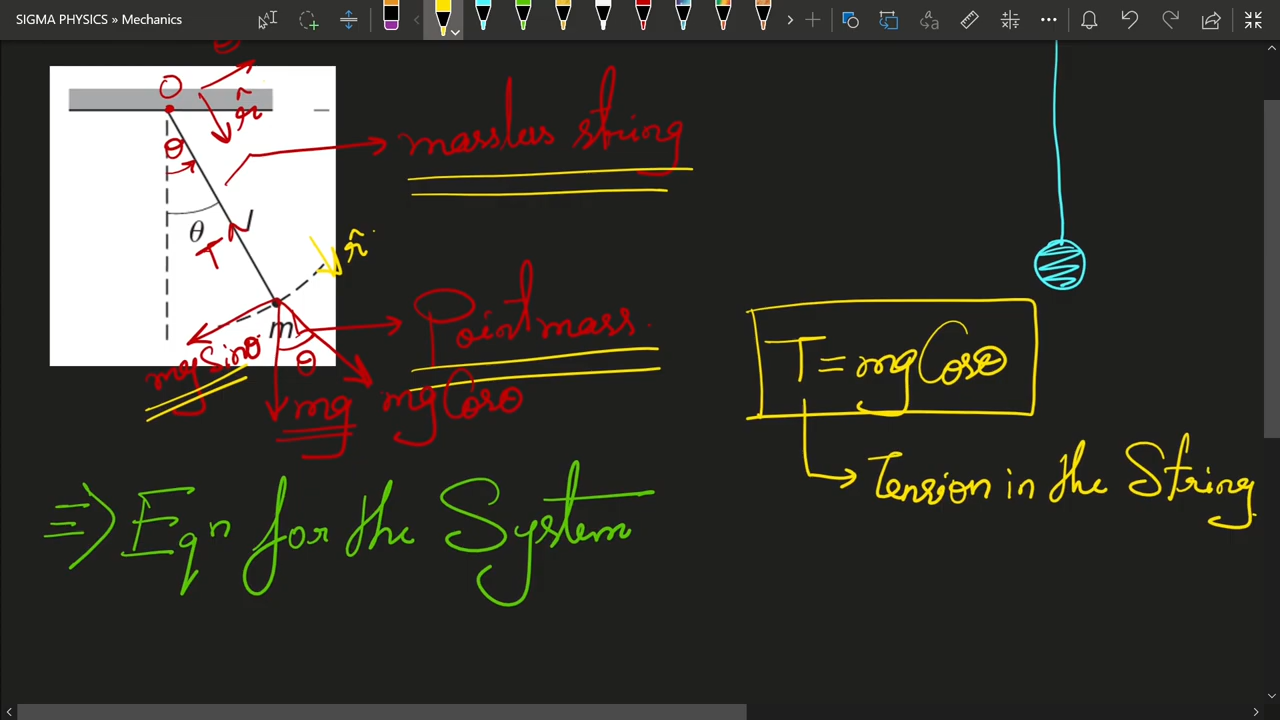 SIGMA PHYSICS » Mechanics
O
r̂
θ
massless string
θ
l
T
r̂
m
Point mass.
mg Sinθ
θ
mg
mg Cosθ
T = mg Cosθ
Tension in the String
⇒ Eqn for the System